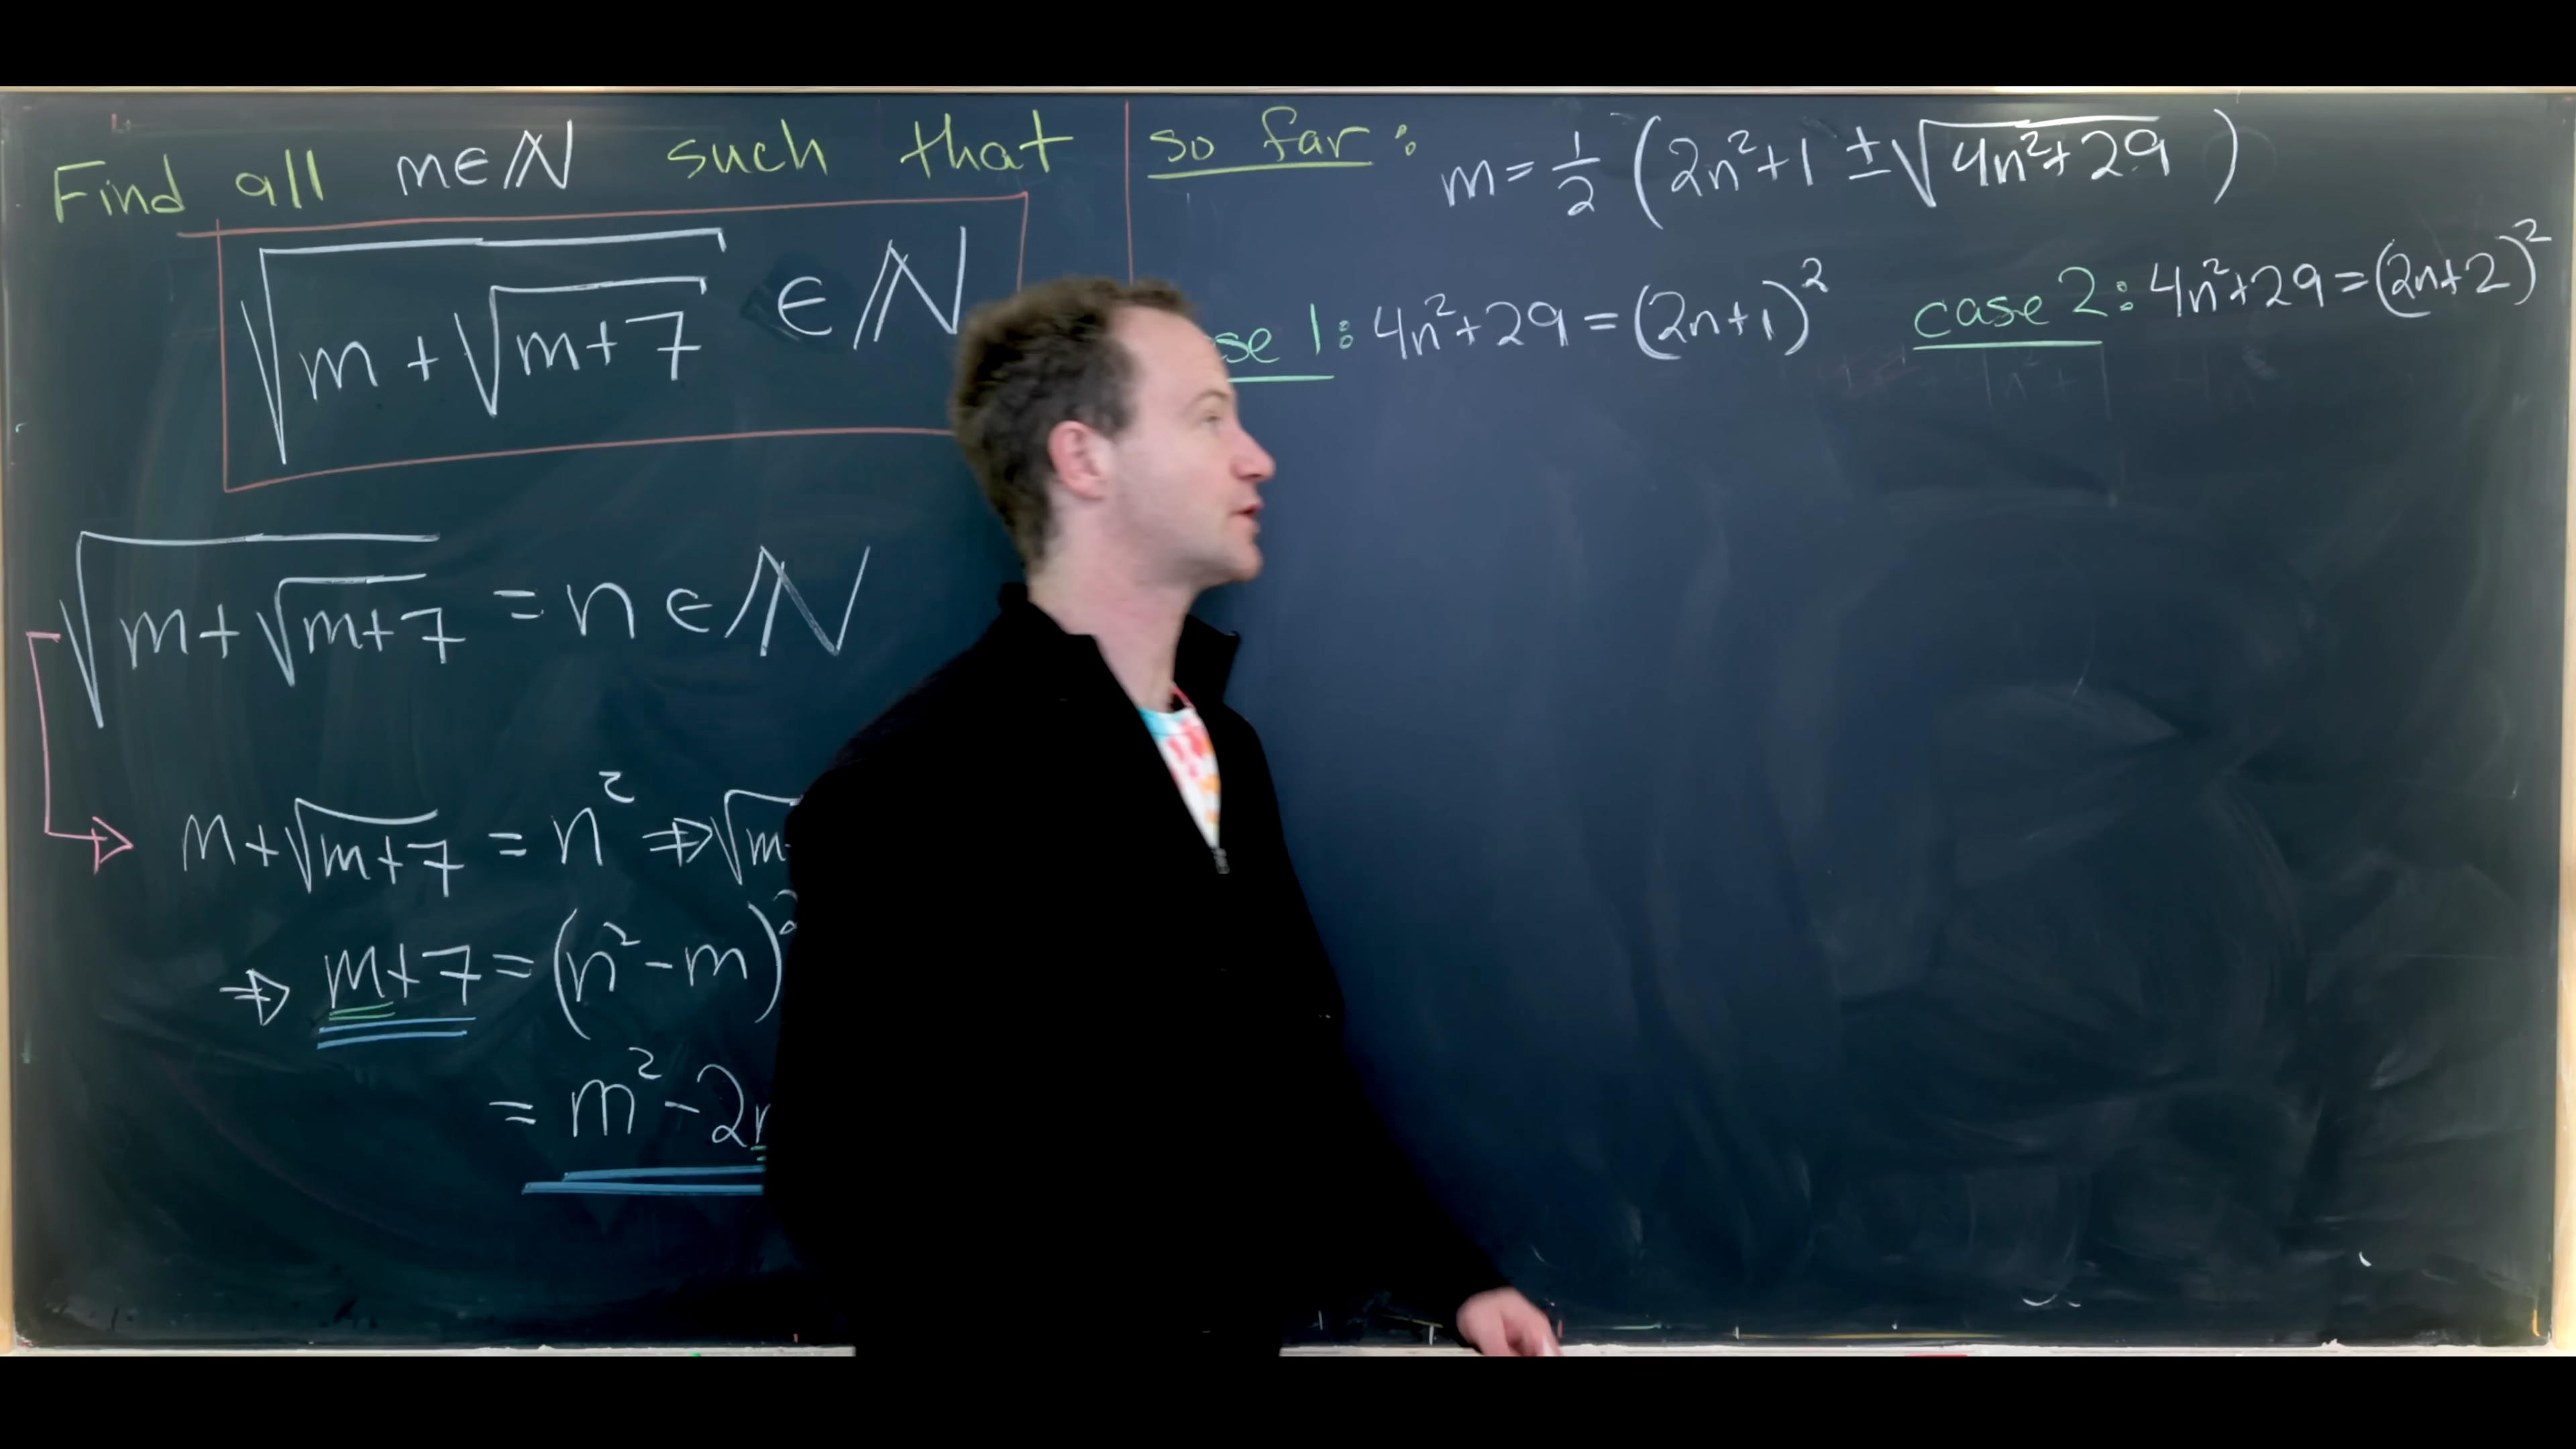 Find all m∈ℕ such that
√(m+√(m+7)) ∈ ℕ
√(m+√(m+7)) = n ∈ ℕ
m+√(m+7) = n² ⇒ √m
⇒ m+7 = (n²-m)²
= m² - 2
so far: m = 1/2 (2n²+1 ± √(4n²+29))
se 1: 4n²+29 = (2n+1)²
case 2: 4n²+29 = (2n+2)²